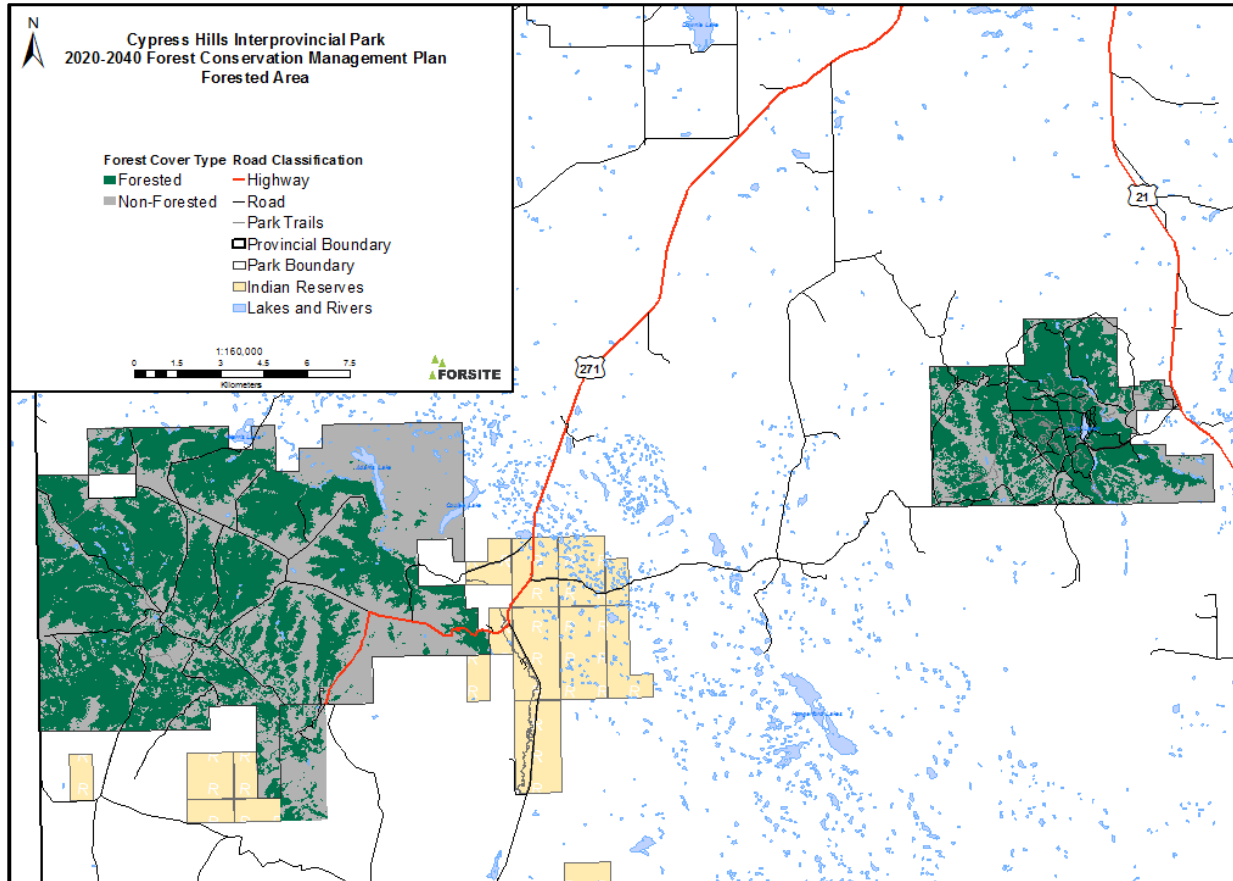 N
Cypress Hills Interprovincial Park
2020-2040 Forest Conservation Management Plan
Forested Area
Forest Cover Type Road Classification
Forested Highway
Non-Forested Road
Park Trails
Provincial Boundary
Park Boundary
Indian Reserves
Lakes and Rivers
1:160,000
0 1.5 3 4.5 6 7.5
Kilometers
FORSITE
21
271
Adams Lake
R R R
R R
R R R
R
R
R
R
R R
R R
R R